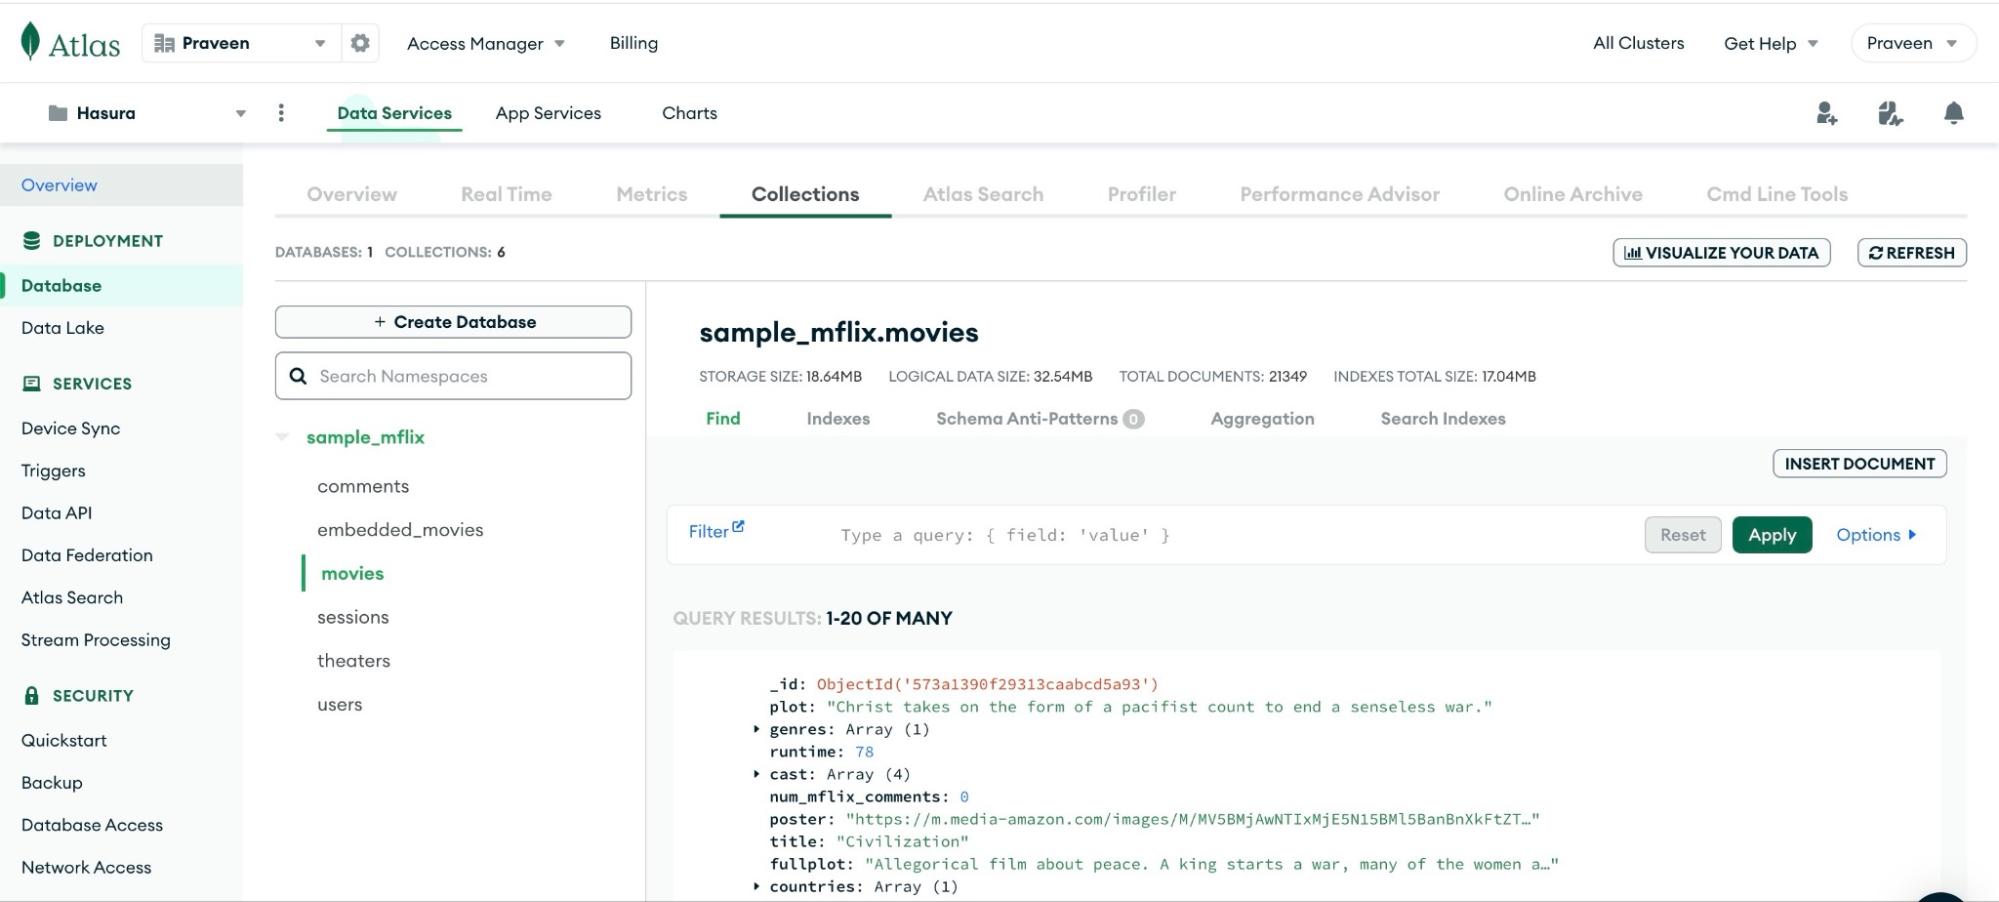 Atlas Praveen Access Manager Billing All Clusters Get Help Praveen
Hasura Data Services App Services Charts
Overview
DEPLOYMENT
Database
Data Lake
SERVICES
Device Sync
Triggers
Data API
Data Federation
Atlas Search
Stream Processing
SECURITY
Quickstart
Backup
Database Access
Network Access
Overview Real Time Metrics Collections Atlas Search Profiler Performance Advisor Online Archive Cmd Line Tools
DATABASES: 1 COLLECTIONS: 6 VISUALIZE YOUR DATA REFRESH
+ Create Database
Search Namespaces
sample_mflix
comments
embedded_movies
movies
sessions
theaters
users
sample_mflix.movies
STORAGE SIZE: 18.64MB LOGICAL DATA SIZE: 32.54MB TOTAL DOCUMENTS: 21349 INDEXES TOTAL SIZE: 17.04MB
Find Indexes Schema Anti-Patterns 0 Aggregation Search Indexes
INSERT DOCUMENT
Filter Type a query: { field: 'value' } Reset Apply Options
QUERY RESULTS: 1-20 OF MANY
_id: ObjectId('573a1390f29313caabcd5a93')
plot: "Christ takes on the form of a pacifist count to end a senseless war."
genres: Array (1)
runtime: 78
cast: Array (4)
num_mflix_comments: 0
poster: "https://m.media-amazon.com/images/M/MV5BMjAwNTIxMjE5N15BMl5BanBnXkFtZT…"
title: "Civilization"
fullplot: "Allegorical film about peace. A king starts a war, many of the women a…"
countries: Array (1)